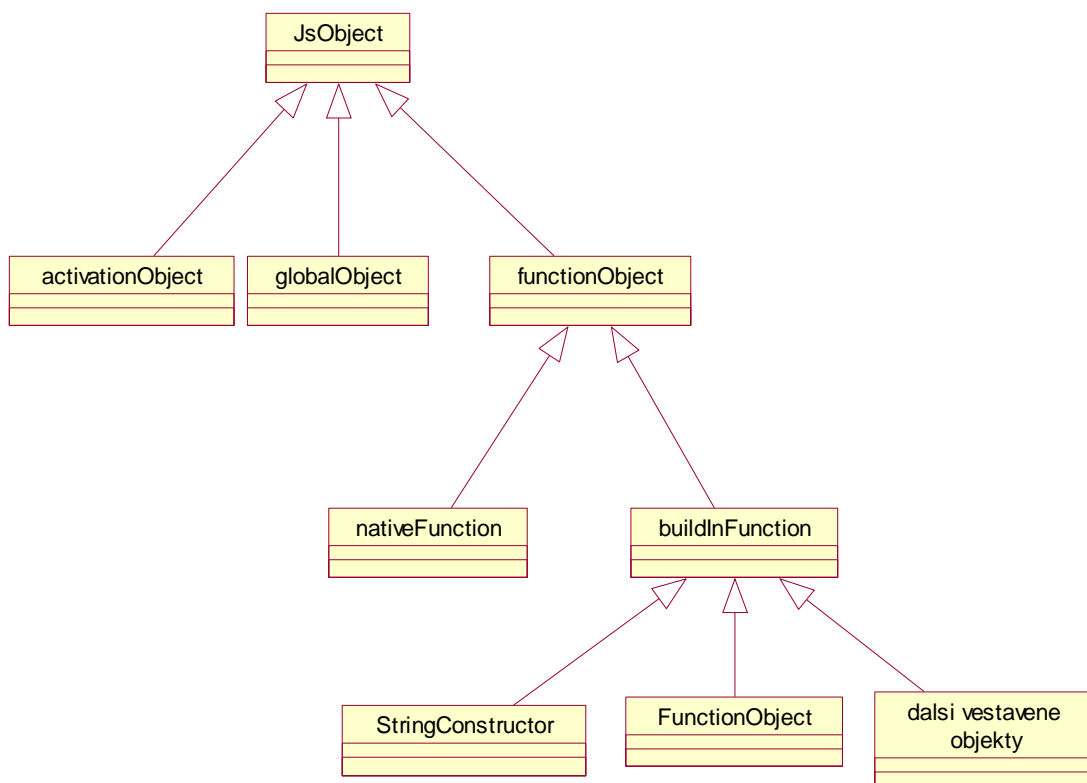 JsObject
activationObject
globalObject
functionObject
nativeFunction
buildInFunction
StringConstructor
FunctionObject
dalsi vestavene
objekty